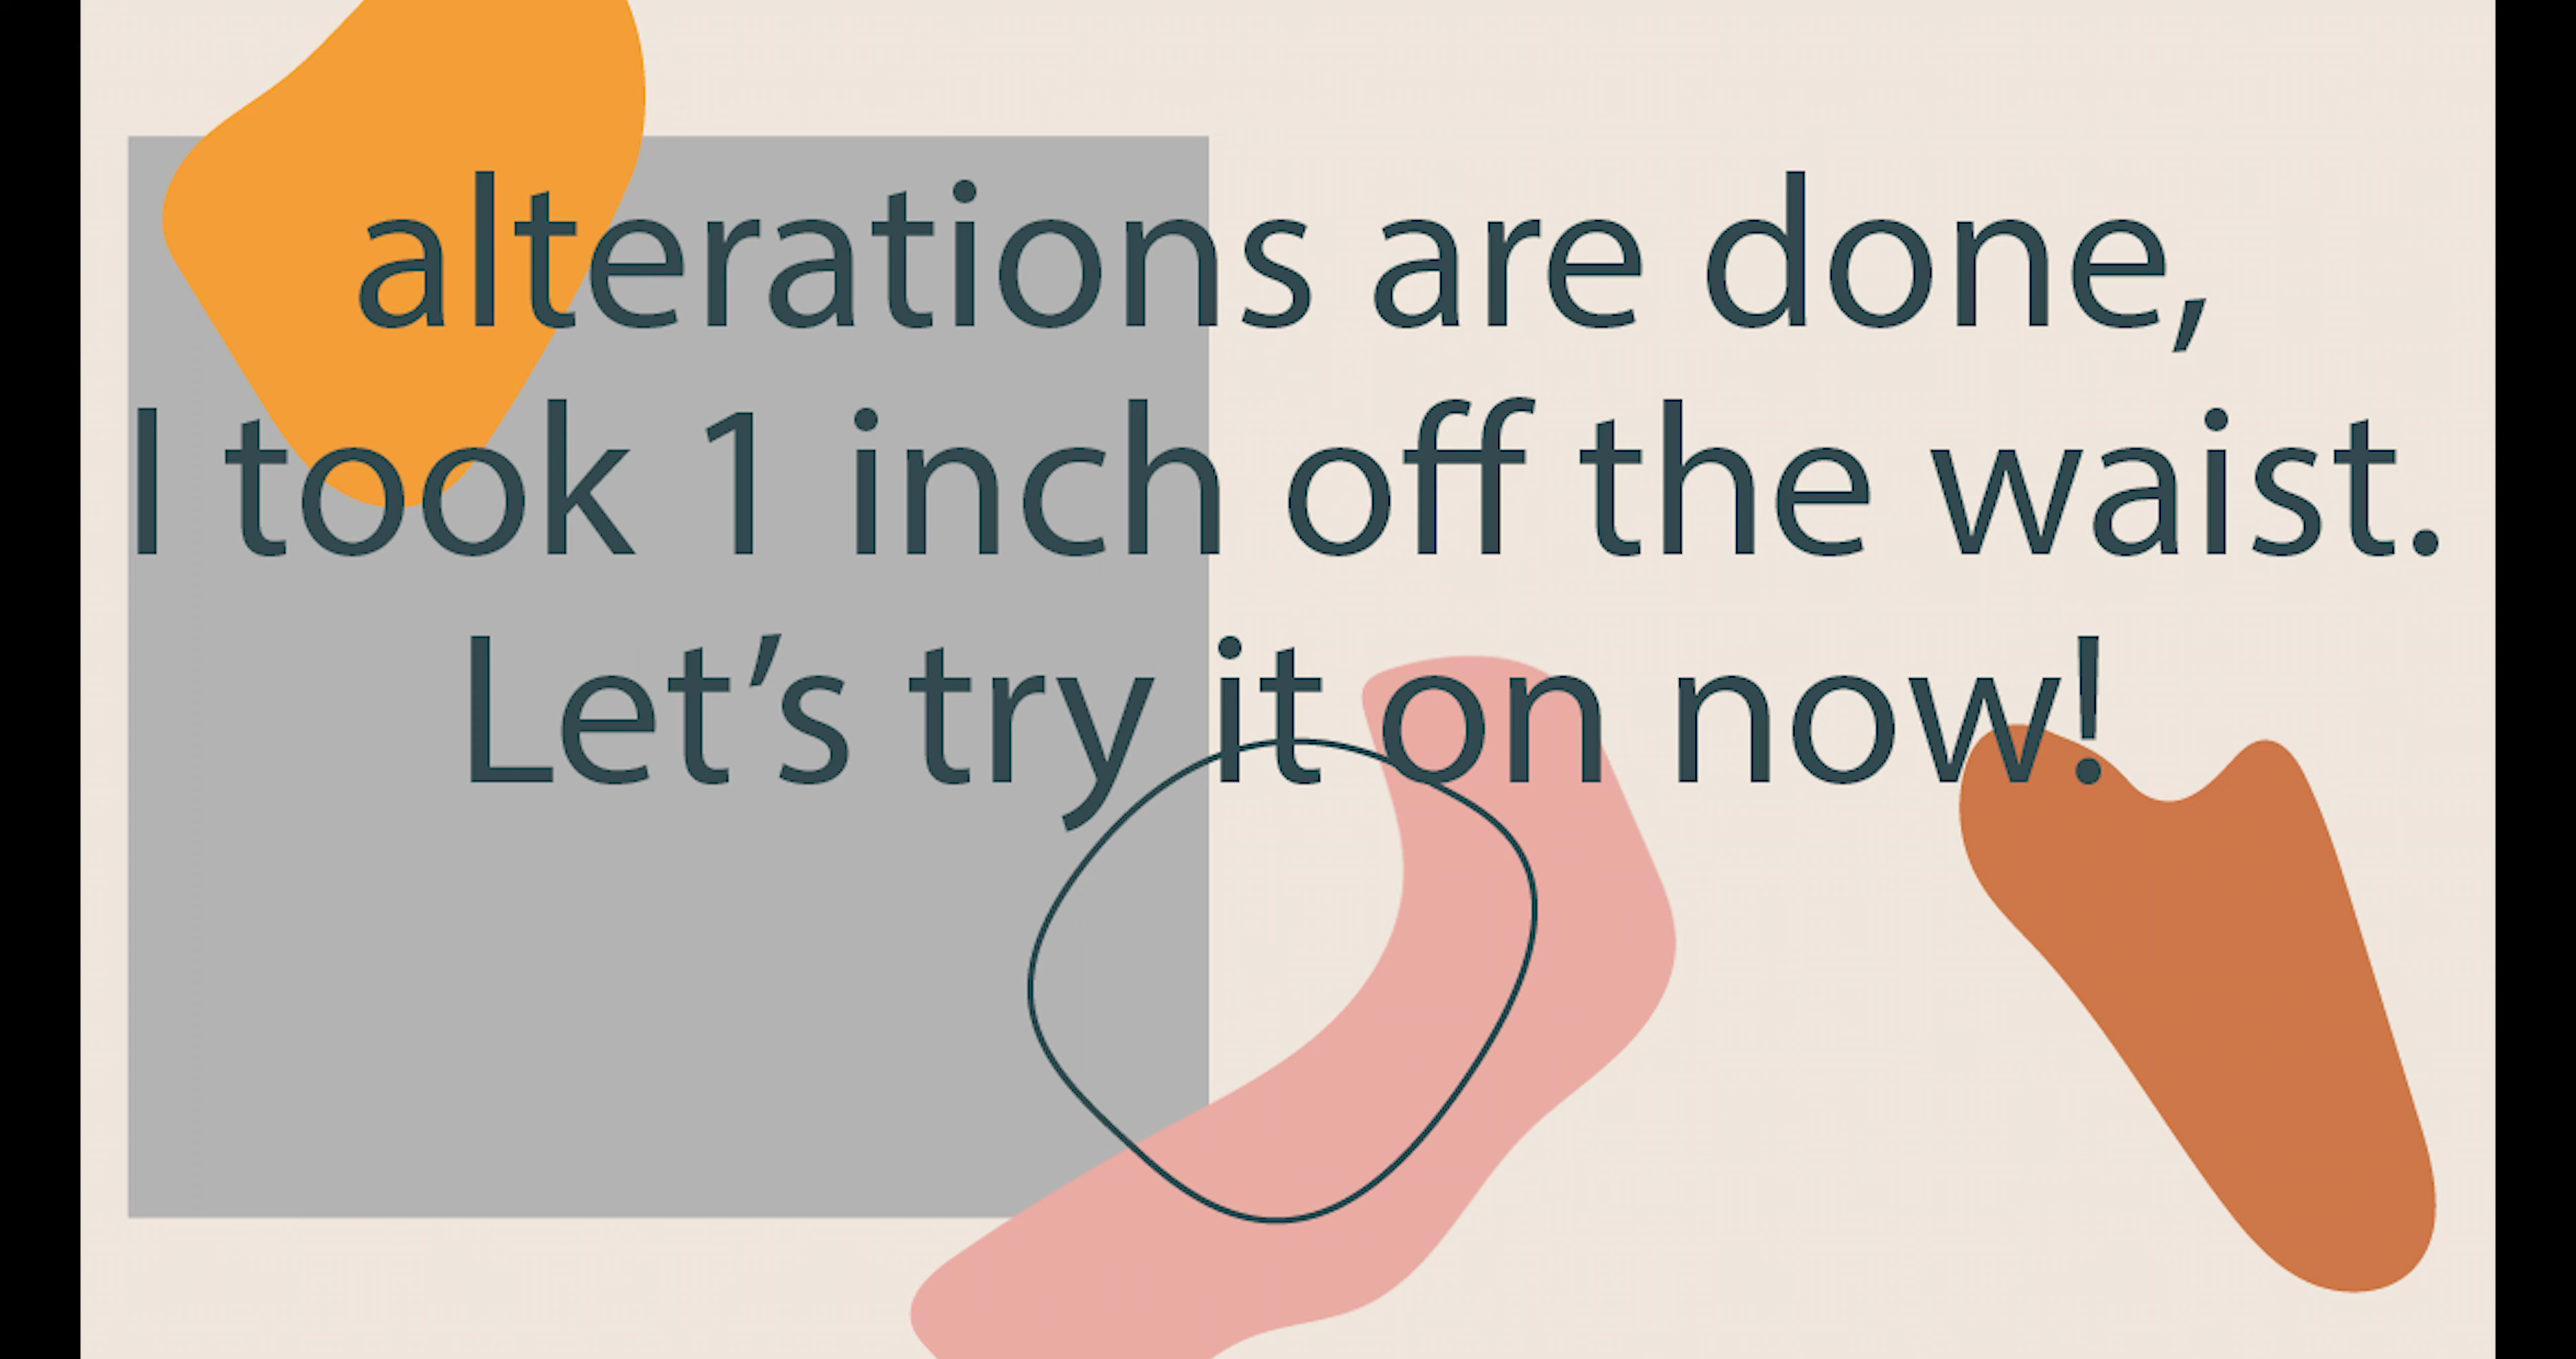 alterations are done,
I took 1 inch off the waist.
Let’s try it on now!